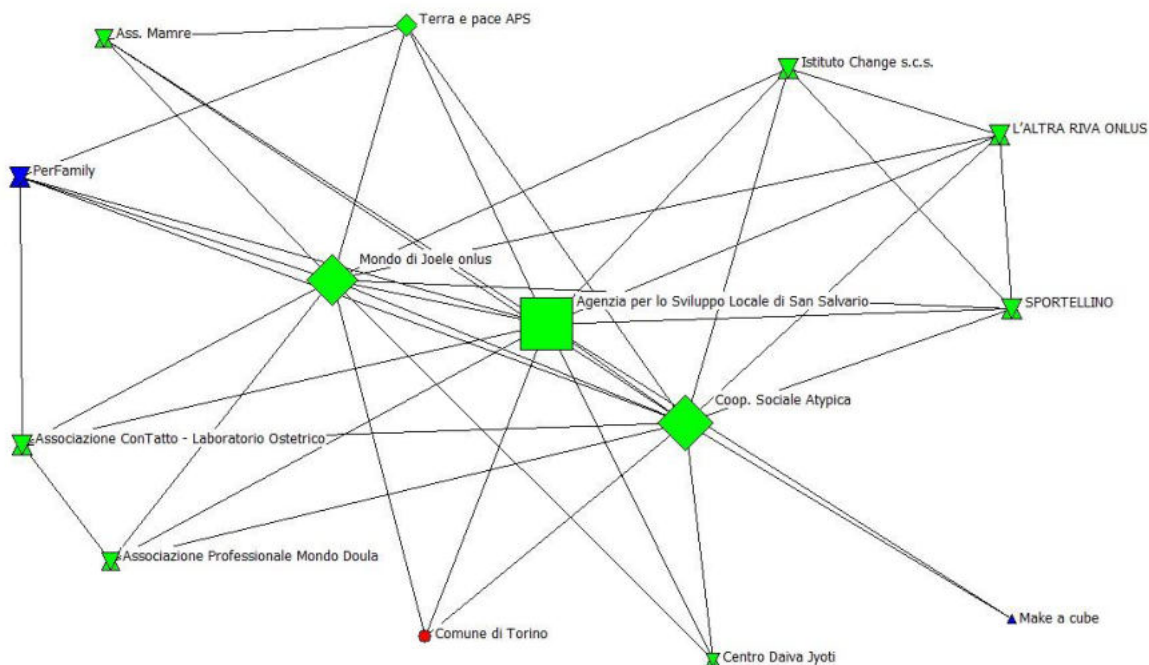 Terra e pace APS
Ass. Mamre
Istituto Change s.c.s.
L'ALTRA RIVA ONLUS
PerFamily
Mondo di Joele onlus
Agenzia per lo Sviluppo Locale di San Salvario
SPORTELLINO
Coop. Sociale Atypica
Associazione ConTatto - Laboratorio Ostetrico
Associazione Professionale Mondo Doula
Make a cube
Comune di Torino
Centro Daiva Jyoti